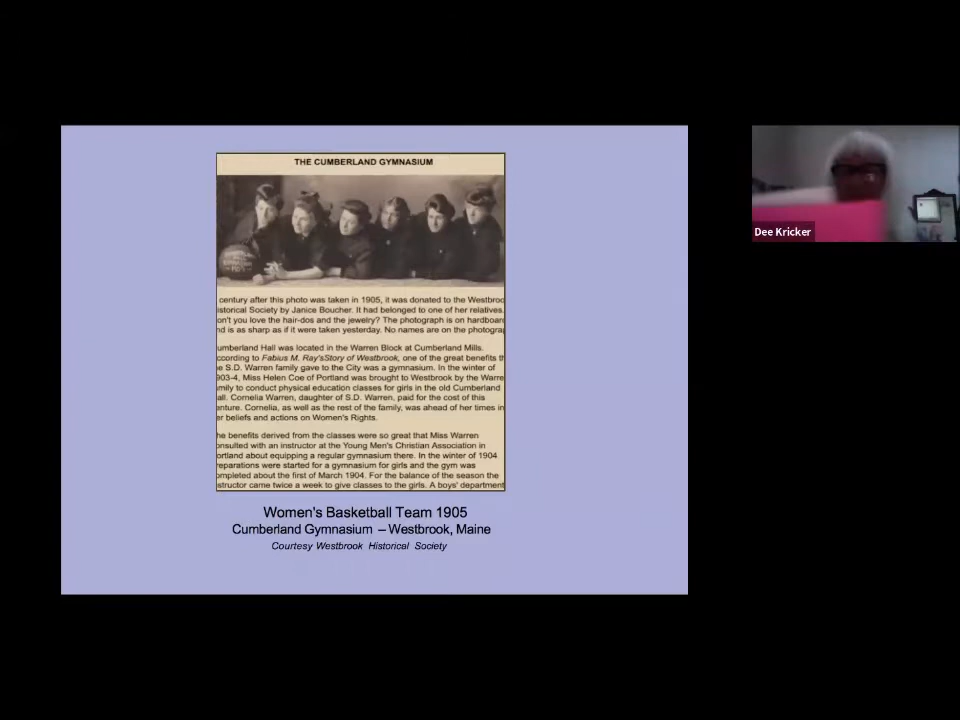 THE CUMBERLAND GYMNASIUM
century after this photo was taken in 1905, it was donated to the Westbroo
istorical Society by Janice Boucher. It had belonged to one of her relatives.
on't you love the hair-dos and the jewelry? The photograph is on hardboar
nd is as sharp as if it were taken yesterday. No names are on the photogra
umberland Hall was located in the Warren Block at Cumberland Mills.
ccording to Fabius M. Ray'sStory of Westbrook, one of the great benefits th
e S.D. Warren family gave to the City was a gymnasium. In the winter of
903-4, Miss Helen Coe of Portland was brought to Westbrook by the Warre
mily to conduct physical education classes for girls in the old Cumberland
all. Cornelia Warren, daughter of S.D. Warren, paid for the cost of this
enture. Cornelia, as well as the rest of the family, was ahead of her times in
er beliefs and actions on Women's Rights.
he benefits derived from the classes were so great that Miss Warren
onsulted with an instructor at the Young Men's Christian Association in
ortland about equipping a regular gymnasium there. In the winter of 1904
reparations were started for a gymnasium for girls and the gym was
ompleted about the first of March 1904. For the balance of the season the
structor came twice a week to give classes to the girls. A boys' department
Women's Basketball Team 1905
Cumberland Gymnasium – Westbrook, Maine
Courtesy Westbrook Historical Society
Dee Kricker